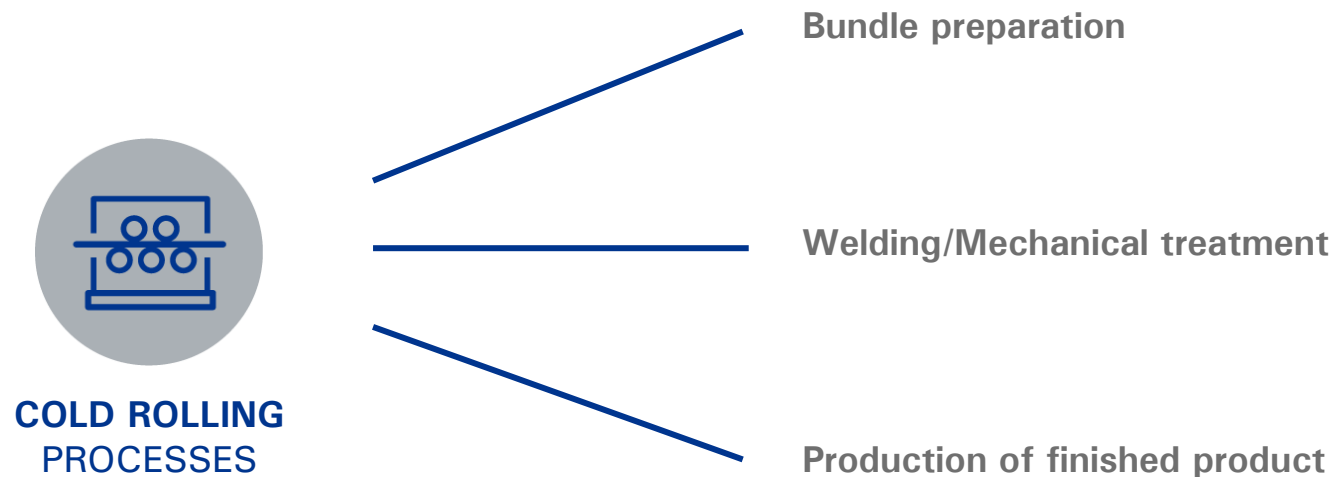 Bundle preparation
Welding/Mechanical treatment
COLD ROLLING
PROCESSES
Production of finished product